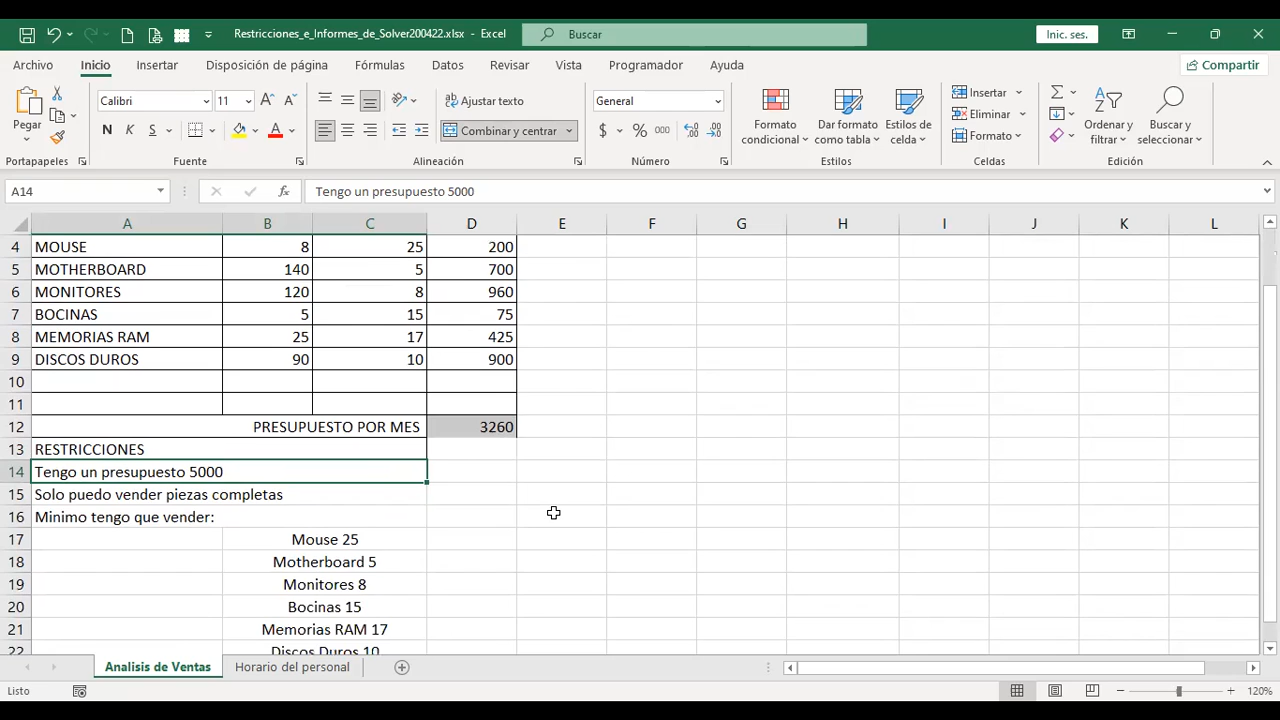 Restricciones_e_Informes_de_Solver200422.xlsx - Excel
Buscar
Inic. ses.
Archivo Inicio Insertar Disposición de página Fórmulas Datos Revisar Vista Programador Ayuda Compartir
Pegar
Calibri 11
N K S
Ajustar texto
Combinar y centrar
General
$ % 000
Formato condicional
Dar formato como tabla
Estilos de celda
Insertar
Eliminar
Formato
Ordenar y filtrar
Buscar y seleccionar
Portapapeles Fuente Alineación Número Estilos Celdas Edición
A14 fx Tengo un presupuesto 5000
A B C D E F G H I J K L
4 MOUSE 8 25 200
5 MOTHERBOARD 140 5 700
6 MONITORES 120 8 960
7 BOCINAS 5 15 75
8 MEMORIAS RAM 25 17 425
9 DISCOS DUROS 90 10 900
10
11
12 PRESUPUESTO POR MES 3260
13 RESTRICCIONES
14 Tengo un presupuesto 5000
15 Solo puedo vender piezas completas
16 Minimo tengo que vender:
17 Mouse 25
18 Motherboard 5
19 Monitores 8
20 Bocinas 15
21 Memorias RAM 17
22 Discos Duros 10
Analisis de Ventas Horario del personal
Listo 120%